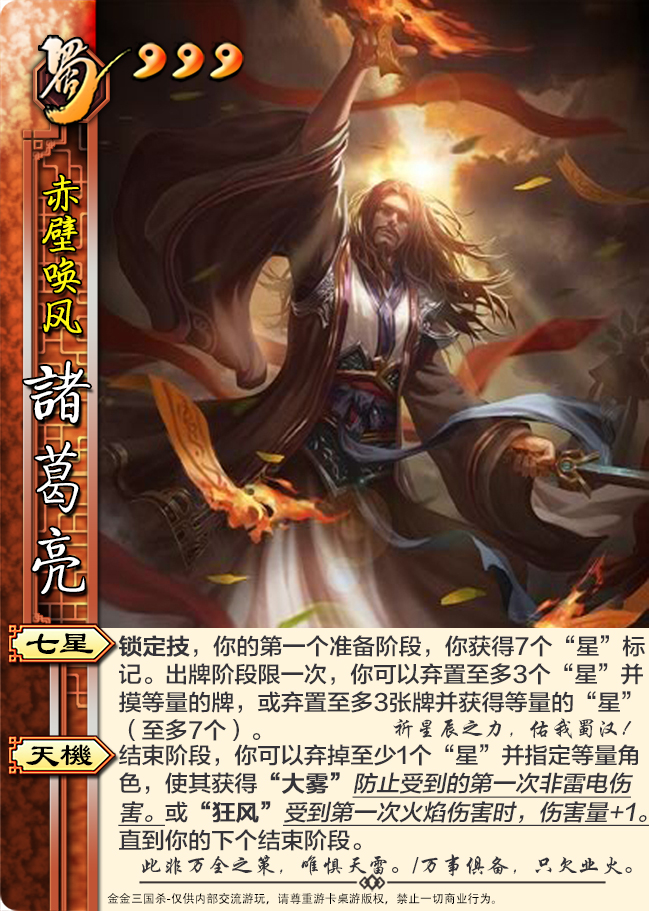 蜀
999
赤壁唤风
諸葛亮
七星
锁定技，你的第一个准备阶段，你获得7个“星”标
记。出牌阶段限一次，你可以弃置至多3个“星”并
摸等量的牌，或弃置至多3张牌并获得等量的“星”
（至多7个）。
祈星辰之力，佑我蜀汉！
天機
结束阶段，你可以弃掉至少1个“星”并指定等量角
色，使其获得“大雾”防止受到的第一次非雷电伤
害。或“狂风”受到第一次火焰伤害时，伤害量+1。
直到你的下个结束阶段。
此非万全之策，唯惧天雷。/万事俱备，只欠业火。
金金三国杀-仅供内部交流游玩，请尊重游卡桌游版权，禁止一切商业行为。